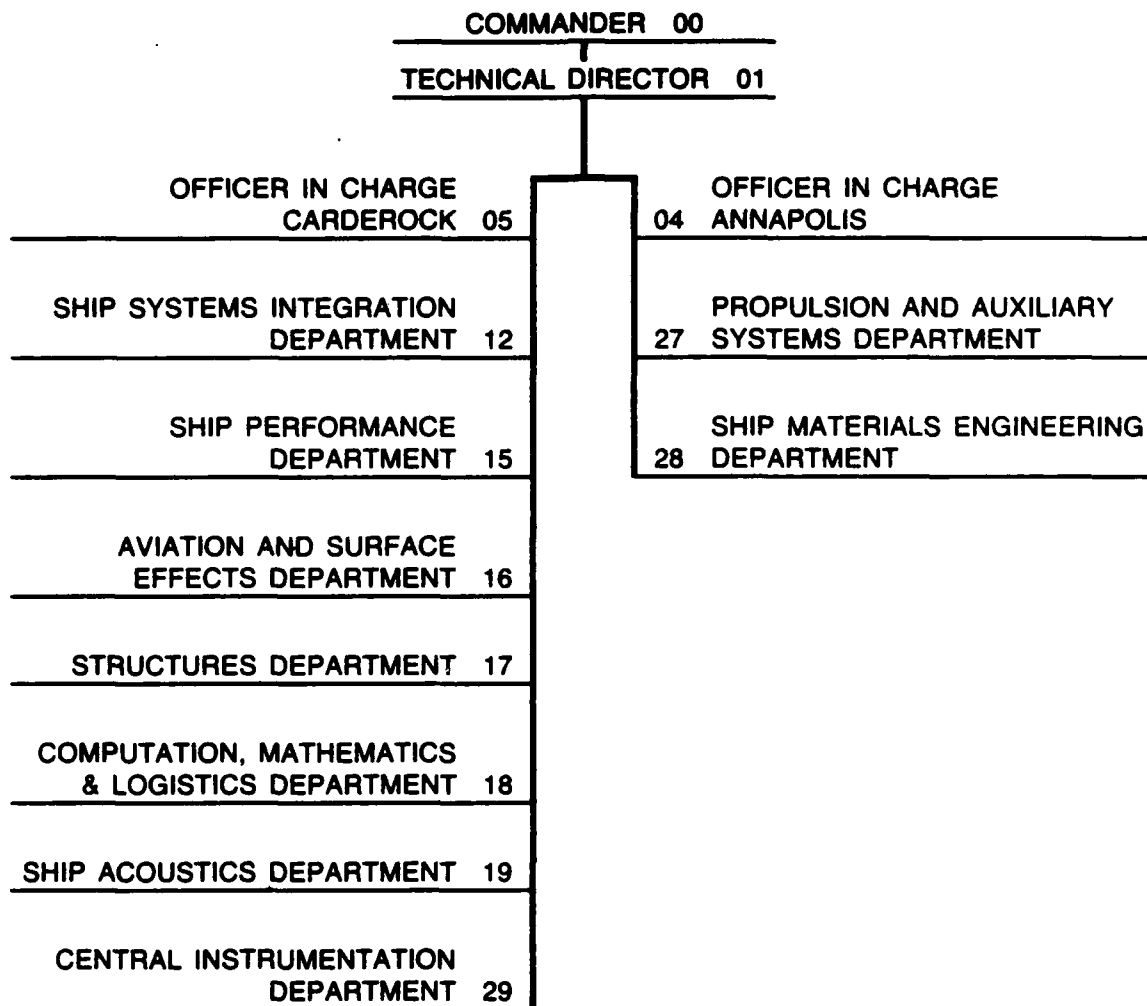 COMMANDER 00
TECHNICAL DIRECTOR 01
OFFICER IN CHARGE
CARDEROCK 05
OFFICER IN CHARGE
04 ANNAPOLIS
SHIP SYSTEMS INTEGRATION
DEPARTMENT 12
PROPULSION AND AUXILIARY
27 SYSTEMS DEPARTMENT
SHIP PERFORMANCE
DEPARTMENT 15
SHIP MATERIALS ENGINEERING
28 DEPARTMENT
AVIATION AND SURFACE
EFFECTS DEPARTMENT 16
STRUCTURES DEPARTMENT 17
COMPUTATION, MATHEMATICS
& LOGISTICS DEPARTMENT 18
SHIP ACOUSTICS DEPARTMENT 19
CENTRAL INSTRUMENTATION
DEPARTMENT 29